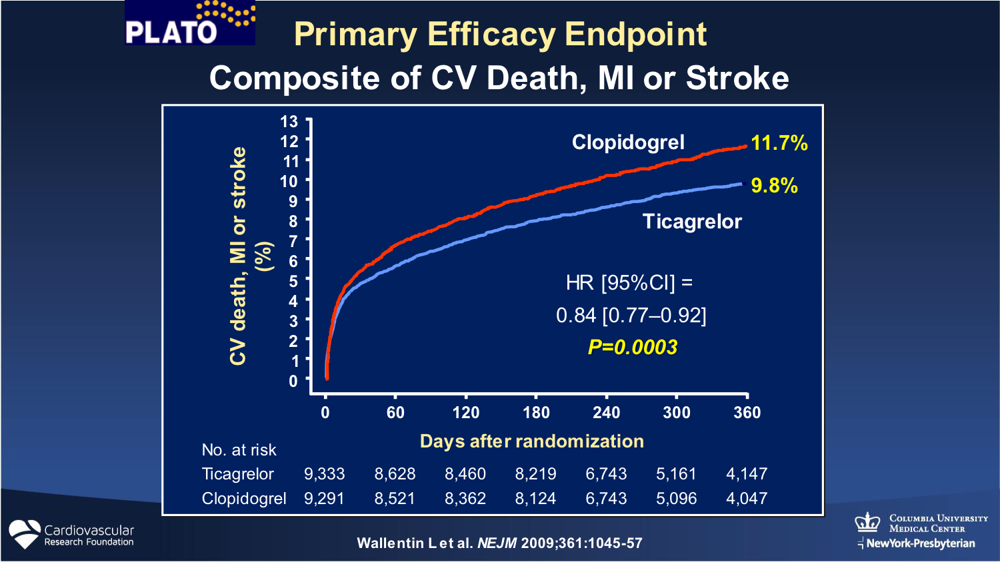 PLATO
Primary Efficacy Endpoint
Composite of CV Death, MI or Stroke
CV death, MI or stroke
(%)
13
12
11
10
9
8
7
6
5
4
3
2
1
0
Clopidogrel
11.7%
9.8%
Ticagrelor
HR [95%CI] =
0.84 [0.77–0.92]
P=0.0003
0 60 120 180 240 300 360
Days after randomization
No. at risk
Ticagrelor 9,333 8,628 8,460 8,219 6,743 5,161 4,147
Clopidogrel 9,291 8,521 8,362 8,124 6,743 5,096 4,047
Cardiovascular
Research Foundation
Wallentin L et al. NEJM 2009;361:1045-57
Columbia University
Medical Center
NewYork-Presbyterian